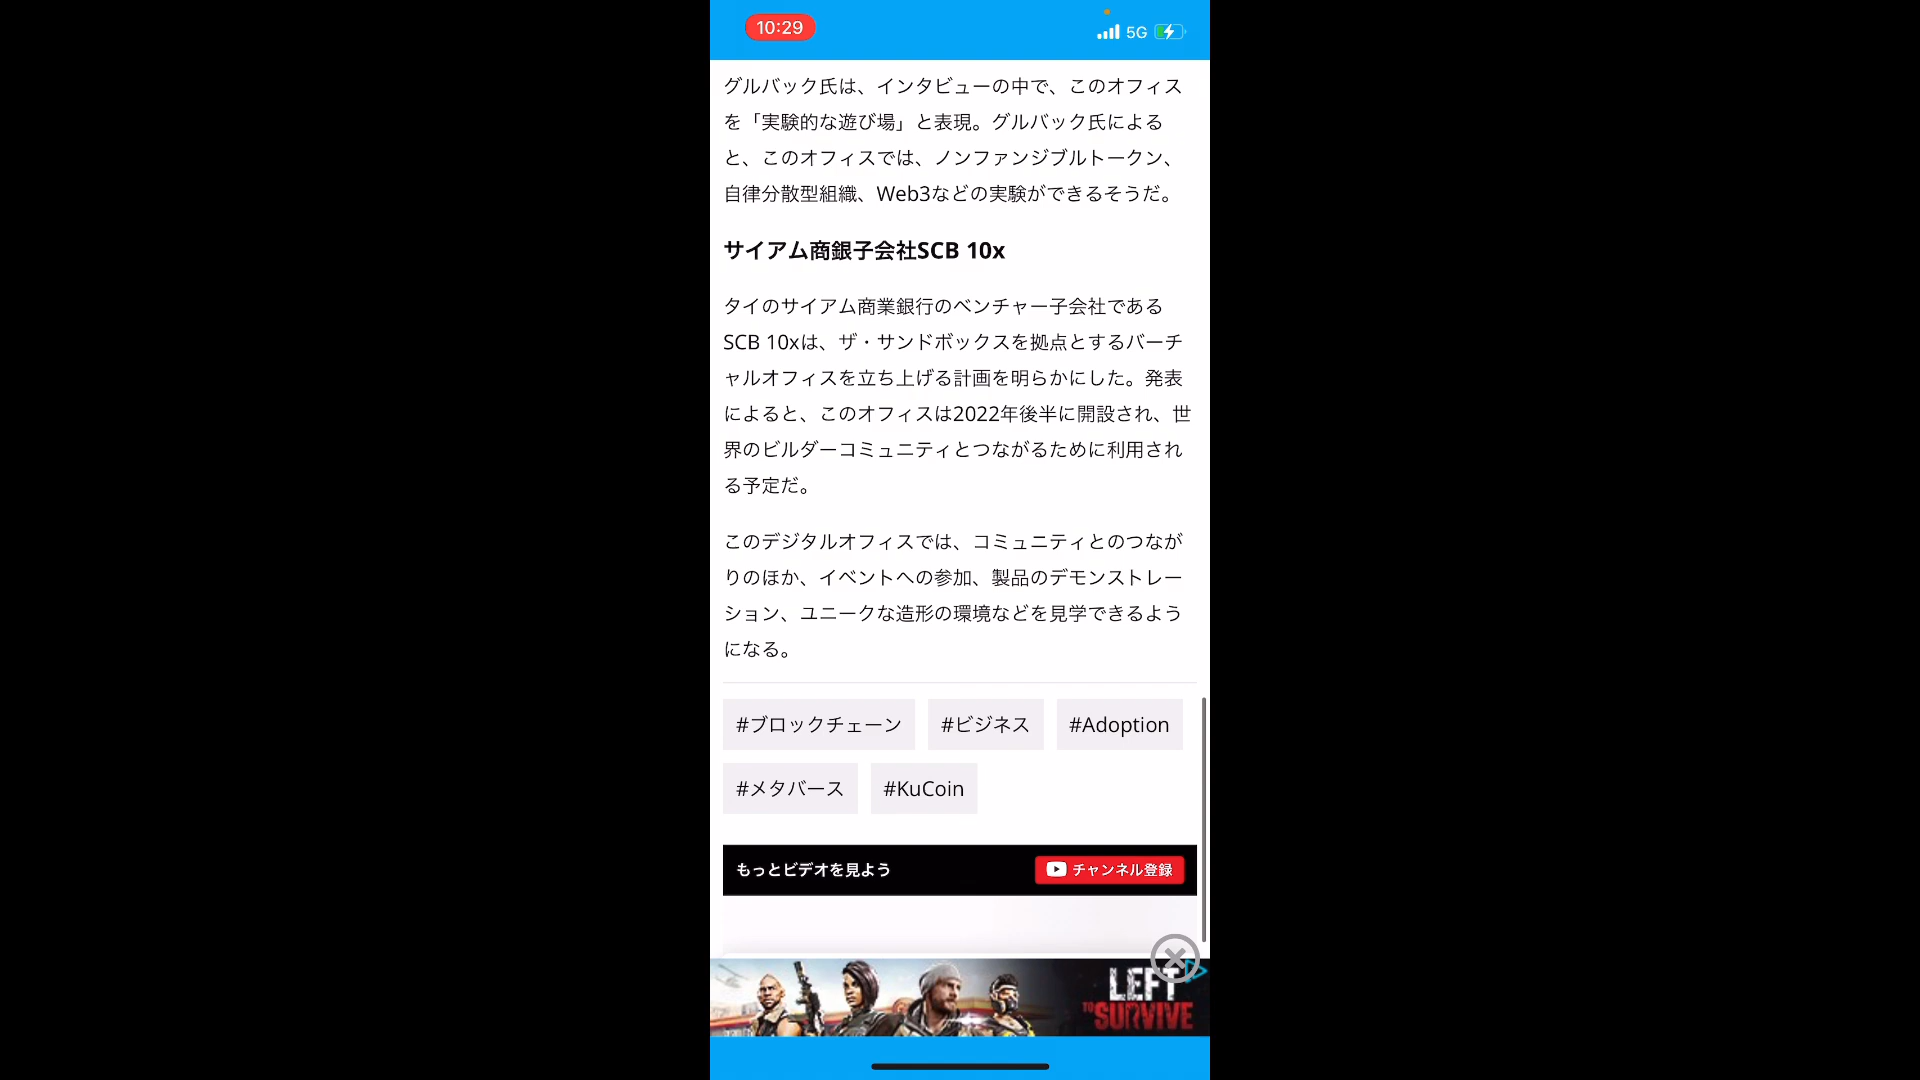 10:29
5G
グルバック氏は、インタビューの中で、このオフィス
を「実験的な遊び場」と表現。グルバック氏による
と、このオフィスでは、ノンファンジブルトークン、
自律分散型組織、Web3などの実験ができるそうだ。
サイアム商銀子会社SCB 10x
タイのサイアム商業銀行のベンチャー子会社である
SCB 10xは、ザ・サンドボックスを拠点とするバーチ
ャルオフィスを立ち上げる計画を明らかにした。発表
によると、このオフィスは2022年後半に開設され、世
界のビルダーコミュニティとつながるために利用され
る予定だ。
このデジタルオフィスでは、コミュニティとのつなが
りのほか、イベントへの参加、製品のデモンストレー
ション、ユニークな造形の環境などを見学できるよう
になる。
#ブロックチェーン #ビジネス #Adoption
#メタバース #KuCoin
もっとビデオを見よう チャンネル登録
LEFT
TO SURVIVE